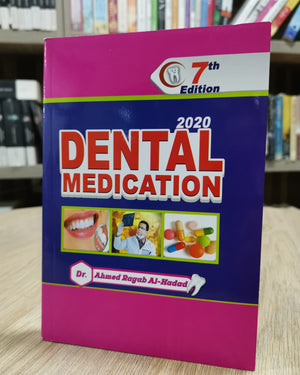 7th
Edition
2020
DENTAL
MEDICATION
Dr. Ahmed Ragab Al-Hadad